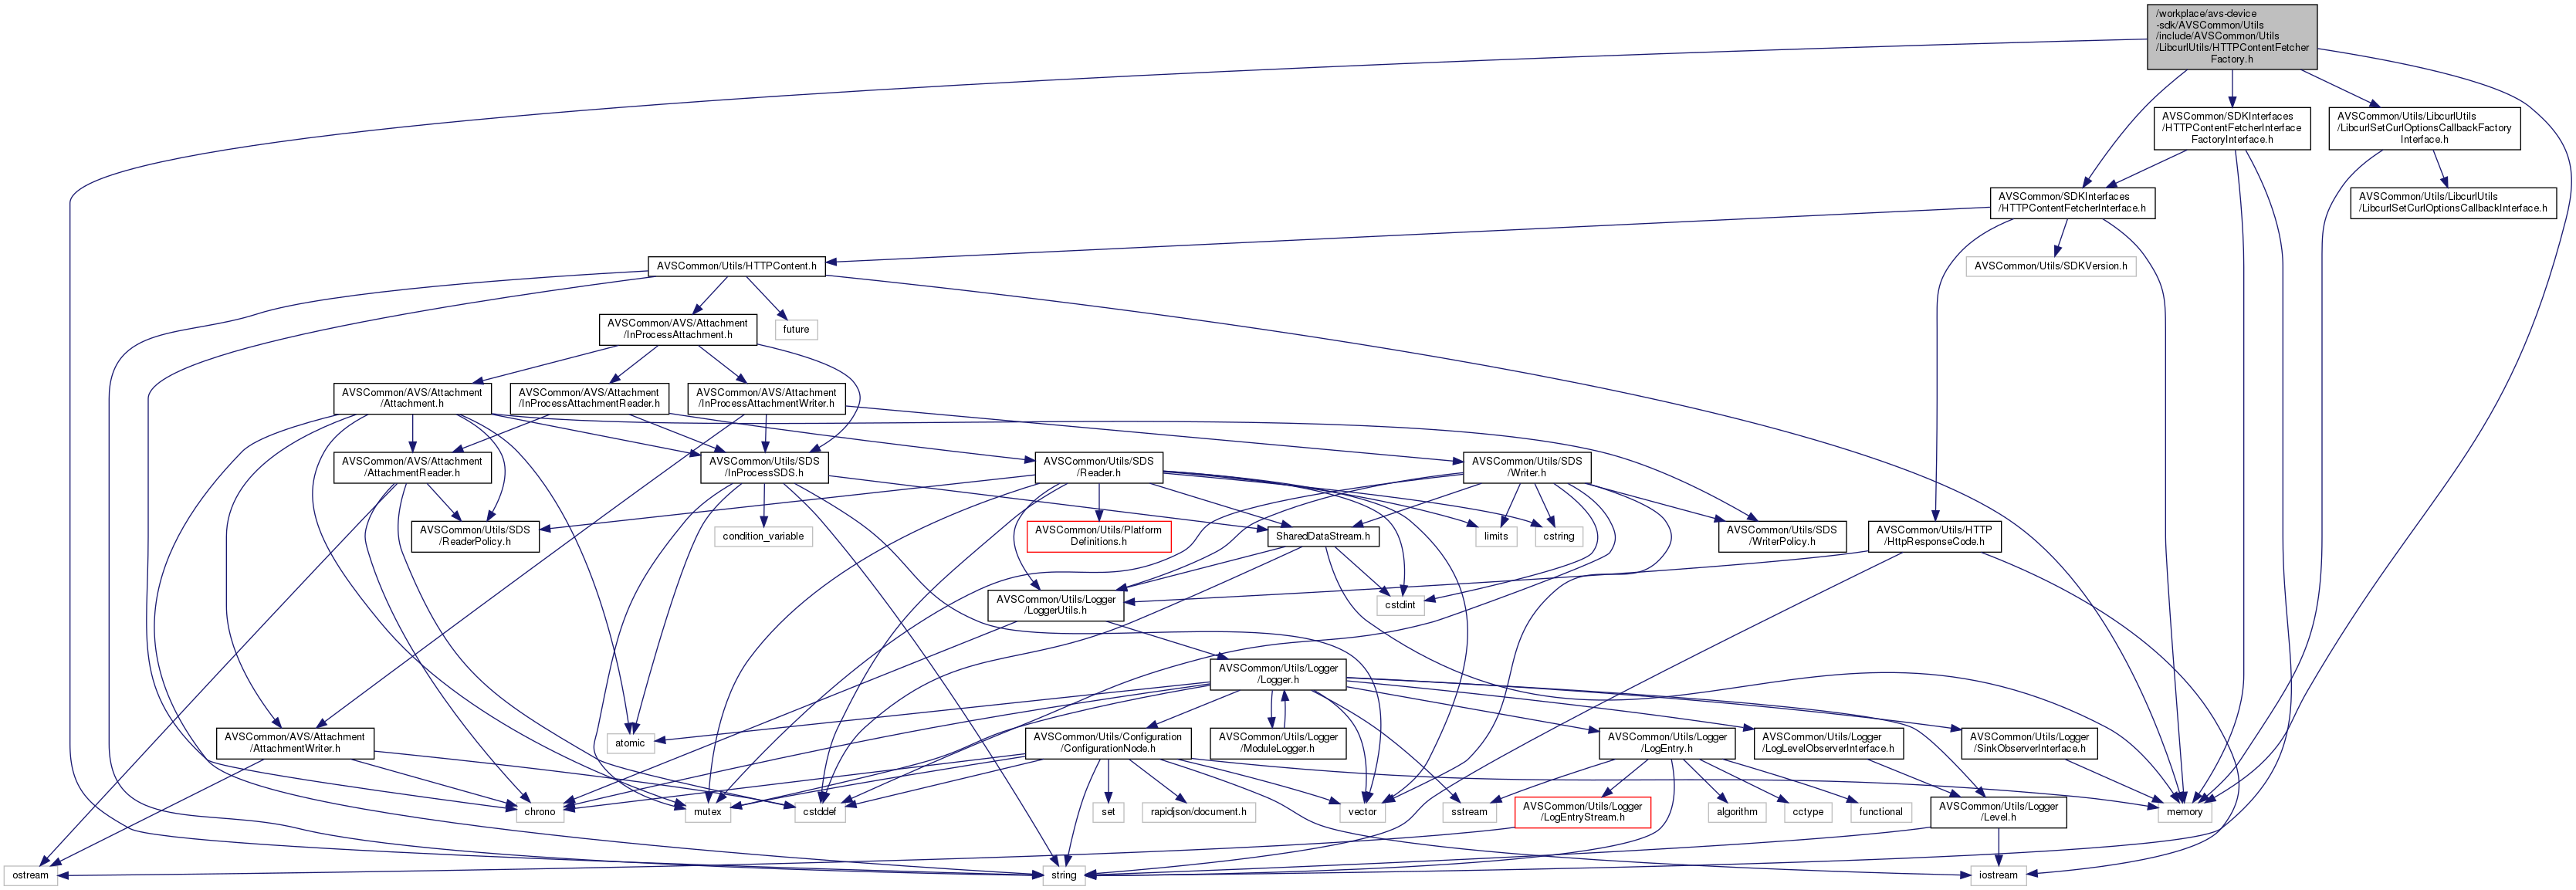 /workplace/avs-device
-sdk/AVSCommon/Utils
/include/AVSCommon/Utils
/LibcurlUtils/HTTPContentFetcher
Factory.h
AVSCommon/SDKInterfaces
/HTTPContentFetcherInterface
FactoryInterface.h
AVSCommon/Utils/LibcurlUtils
/LibcurlSetCurlOptionsCallbackFactory
Interface.h
AVSCommon/SDKInterfaces
/HTTPContentFetcherInterface.h
AVSCommon/Utils/LibcurlUtils
/LibcurlSetCurlOptionsCallbackInterface.h
AVSCommon/Utils/HTTPContent.h
AVSCommon/Utils/SDKVersion.h
AVSCommon/AVS/Attachment
/InProcessAttachment.h
future
AVSCommon/AVS/Attachment
/Attachment.h
AVSCommon/AVS/Attachment
/InProcessAttachmentReader.h
AVSCommon/AVS/Attachment
/InProcessAttachmentWriter.h
AVSCommon/AVS/Attachment
/AttachmentReader.h
AVSCommon/Utils/SDS
/InProcessSDS.h
AVSCommon/Utils/SDS
/Reader.h
AVSCommon/Utils/SDS
/Writer.h
AVSCommon/Utils/SDS
/ReaderPolicy.h
condition_variable
AVSCommon/Utils/Platform
Definitions.h
SharedDataStream.h
limits
cstring
AVSCommon/Utils/SDS
/WriterPolicy.h
AVSCommon/Utils/HTTP
/HttpResponseCode.h
AVSCommon/Utils/Logger
/LoggerUtils.h
cstdint
AVSCommon/Utils/Logger
/Logger.h
AVSCommon/AVS/Attachment
/AttachmentWriter.h
atomic
AVSCommon/Utils/Configuration
/ConfigurationNode.h
AVSCommon/Utils/Logger
/ModuleLogger.h
AVSCommon/Utils/Logger
/LogEntry.h
AVSCommon/Utils/Logger
/LogLevelObserverInterface.h
AVSCommon/Utils/Logger
/SinkObserverInterface.h
chrono
mutex
cstddef
set
rapidjson/document.h
vector
sstream
AVSCommon/Utils/Logger
/LogEntryStream.h
algorithm
cctype
functional
AVSCommon/Utils/Logger
/Level.h
memory
ostream
string
iostream